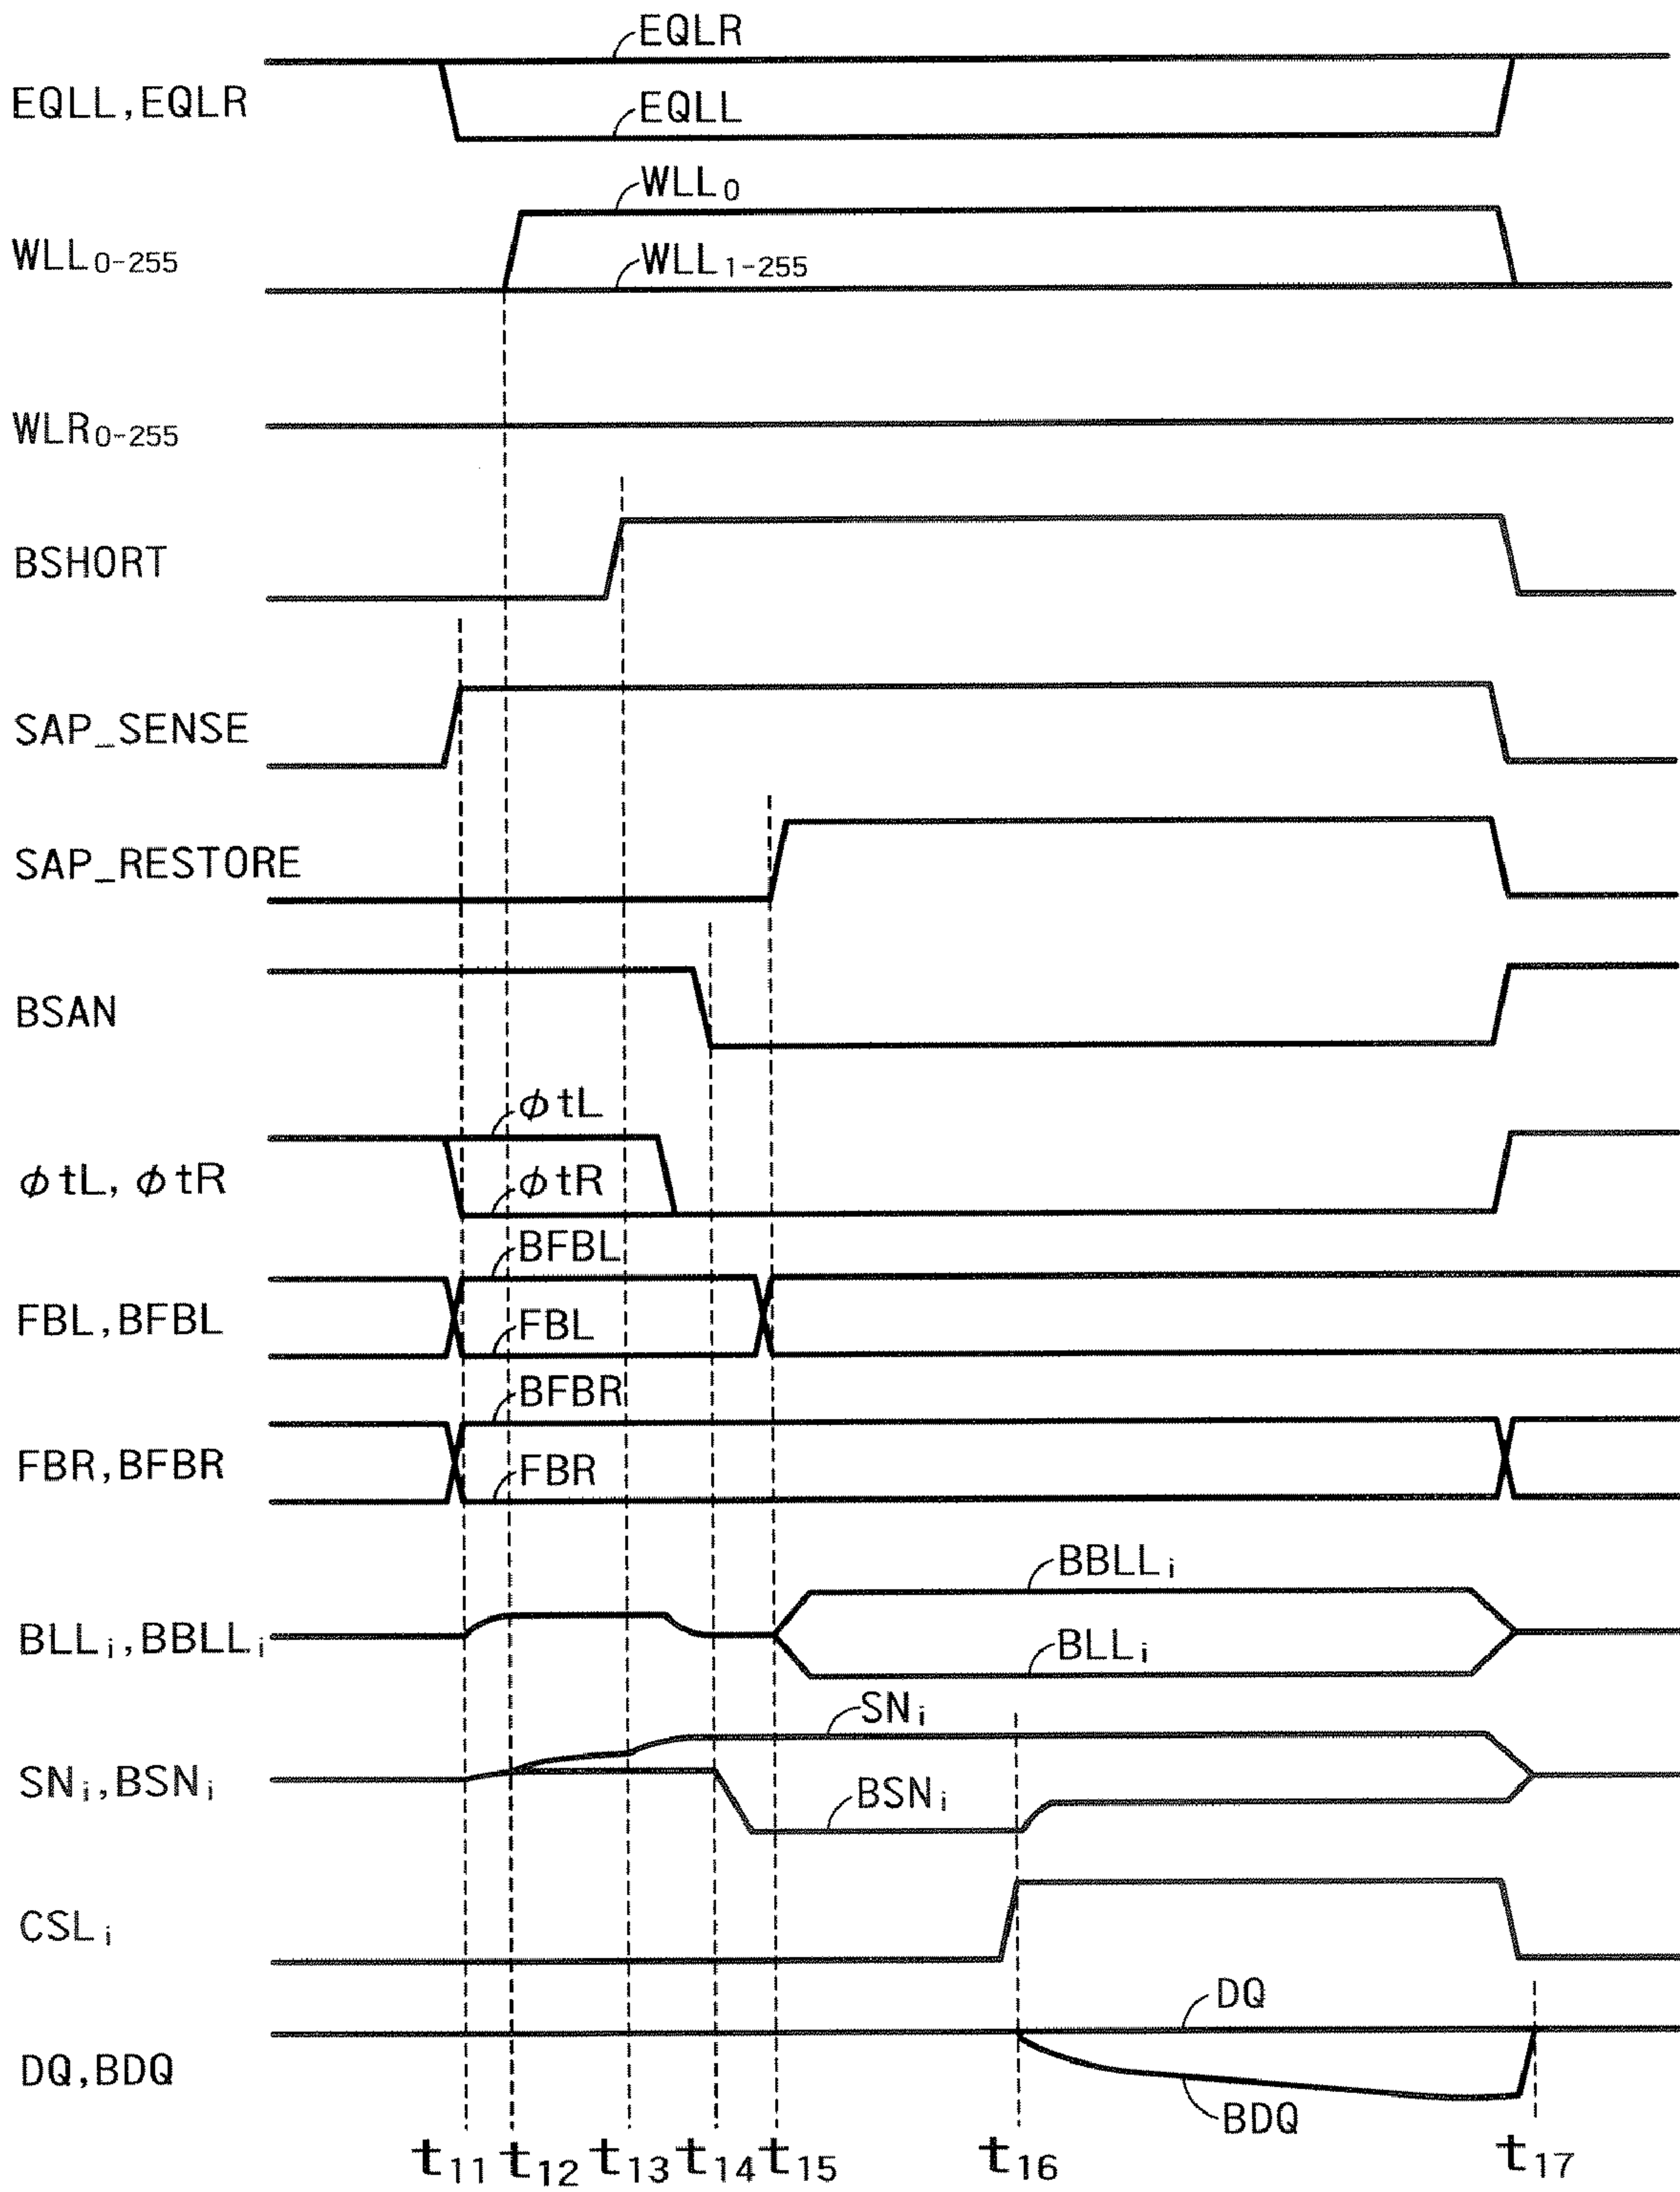 EQLR
EQLL,EQLR
EQLL
WLL0
WLL0-255
WLL1-255
WLR0-255
BSHORT
SAP_SENSE
SAP_RESTORE
BSAN
ϕtL
ϕtL, ϕtR
ϕtR
BFBL
FBL,BFBL
FBL
BFBR
FBR,BFBR
FBR
BBLLi
BLLi,BBLLi
BLLi
SNi
SNi,BSNi
BSNi
CSLi
DQ
DQ,BDQ
BDQ
t11 t12 t13 t14 t15 t16 t17